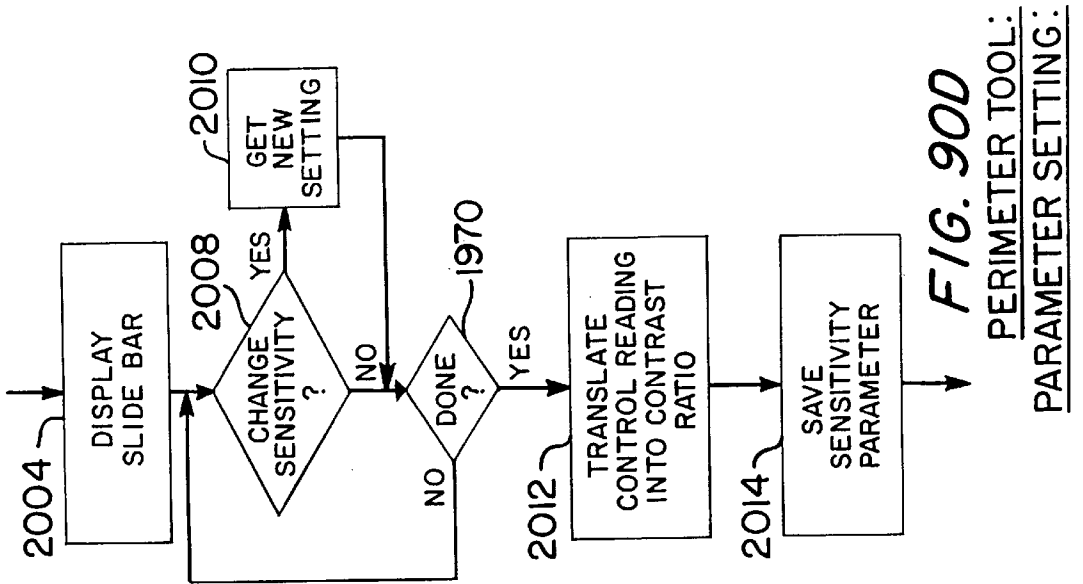 2004
DISPLAY
SLIDE BAR
2008
CHANGE
SENSITIVITY
?
YES
2010
GET
NEW
SETTING
NO
1970
DONE
?
NO
YES
2012
TRANSLATE
CONTROL READING
INTO CONTRAST
RATIO
2014
SAVE
SENSITIVITY
PARAMETER
FIG. 90D
PERIMETER TOOL:
PARAMETER SETTING: